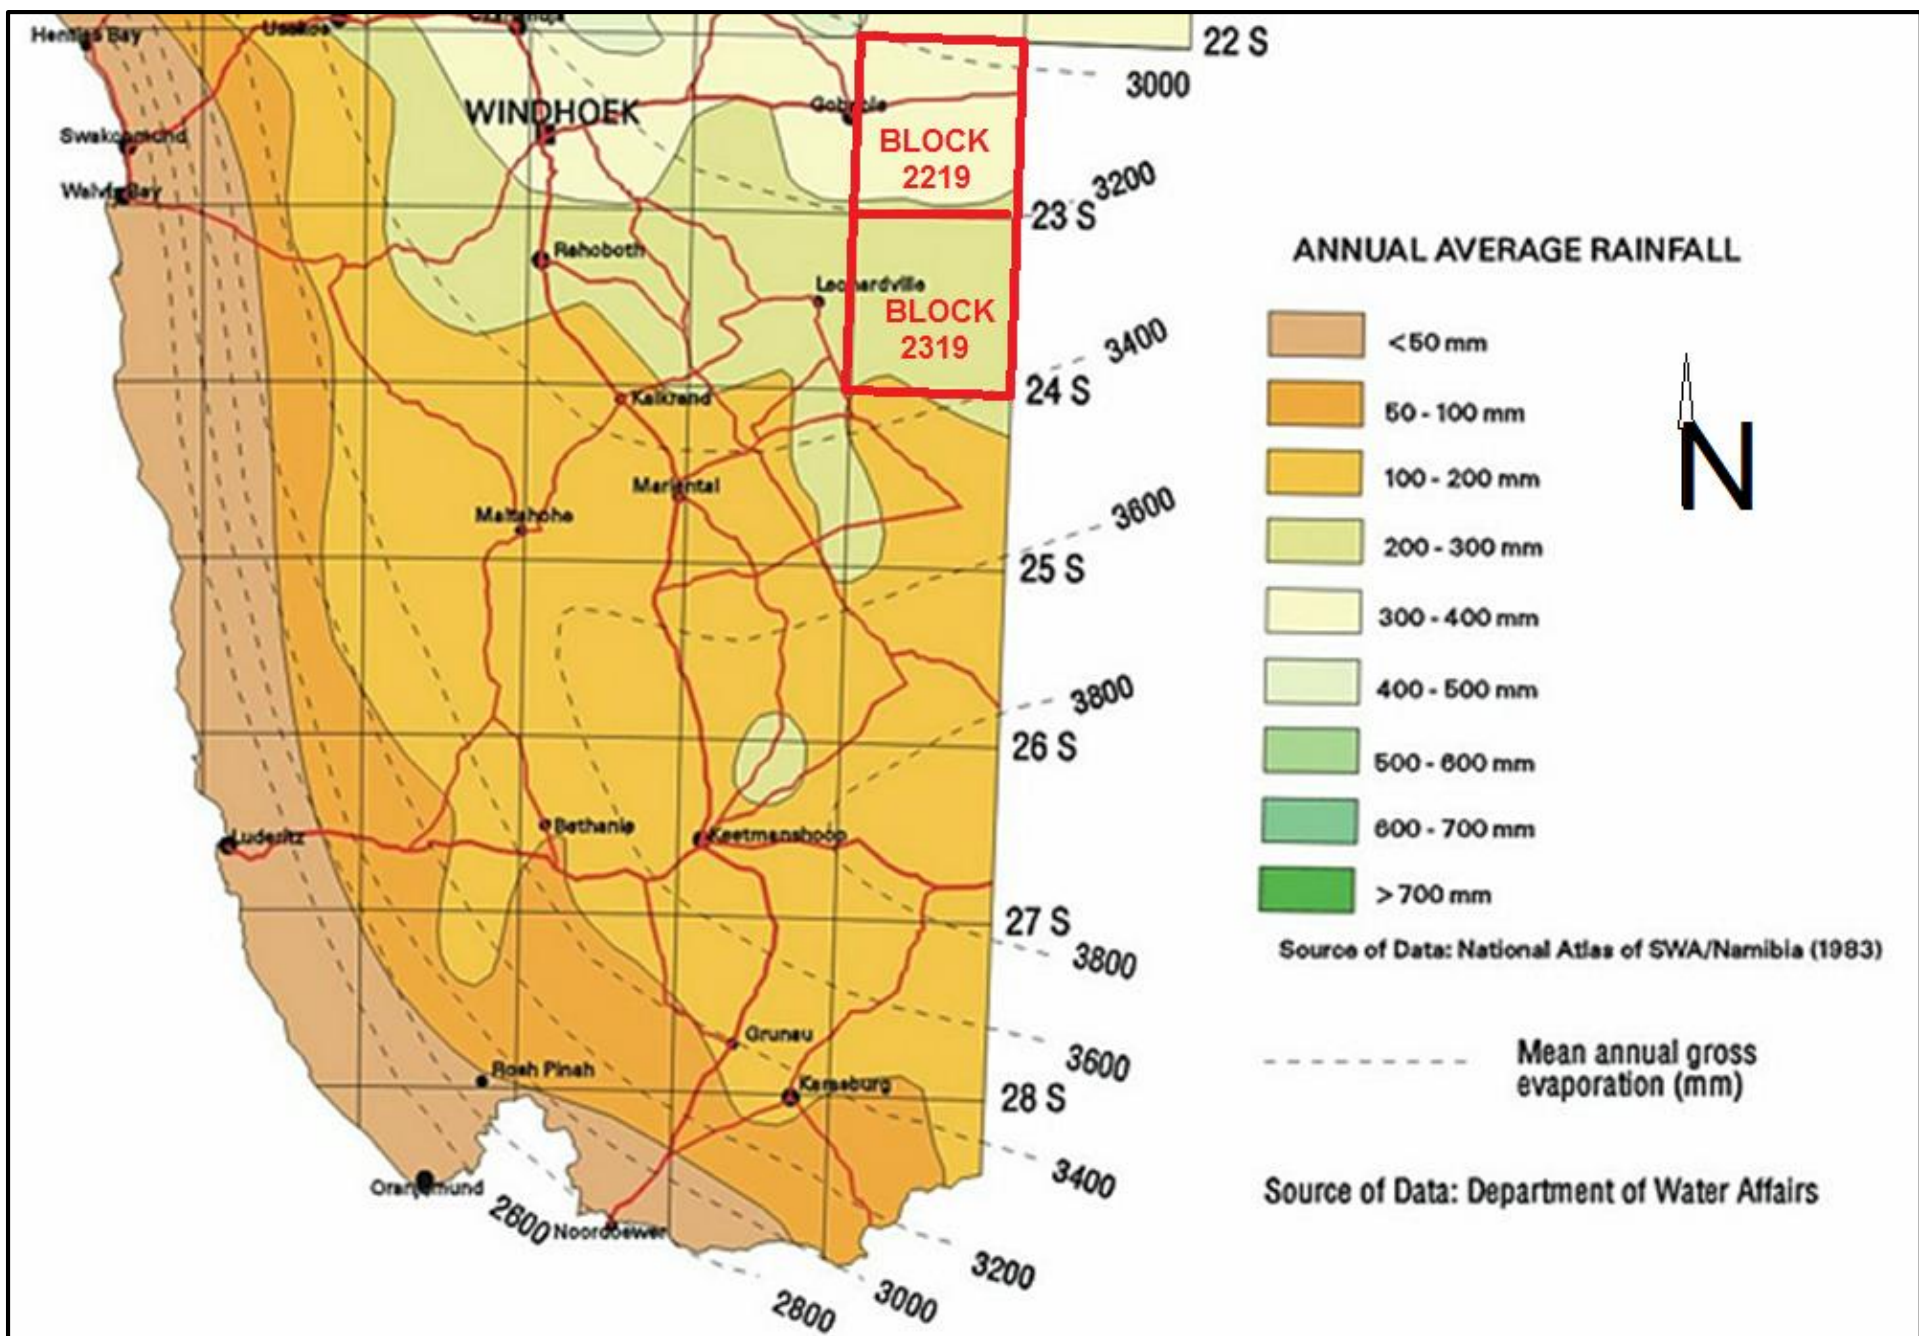 Henties Bay
Usakos
22 S
3000
WINDHOEK
Gobabis
Swakopmund
BLOCK
2219
Walvis Bay
3200
23 S
Rehoboth
ANNUAL AVERAGE RAINFALL
Leonardville
BLOCK
2319
<50 mm
3400
24 S
Kalkrand
50 - 100 mm
N
100 - 200 mm
Mariental
Maltahohe
3600
200 - 300 mm
25 S
300 - 400 mm
3800
400 - 500 mm
26 S
500 - 600 mm
Bethanie
Keetmanshoop
Luderitz
600 - 700 mm
>700 mm
27 S
3800
Source of Data: National Atlas of SWA/Namibia (1983)
Grunau
3600
Mean annual gross
evaporation (mm)
Rosh Pinah
Karasburg
28 S
3400
Oranjemund
Source of Data: Department of Water Affairs
2600
Noordoewer
3200
3000
2800